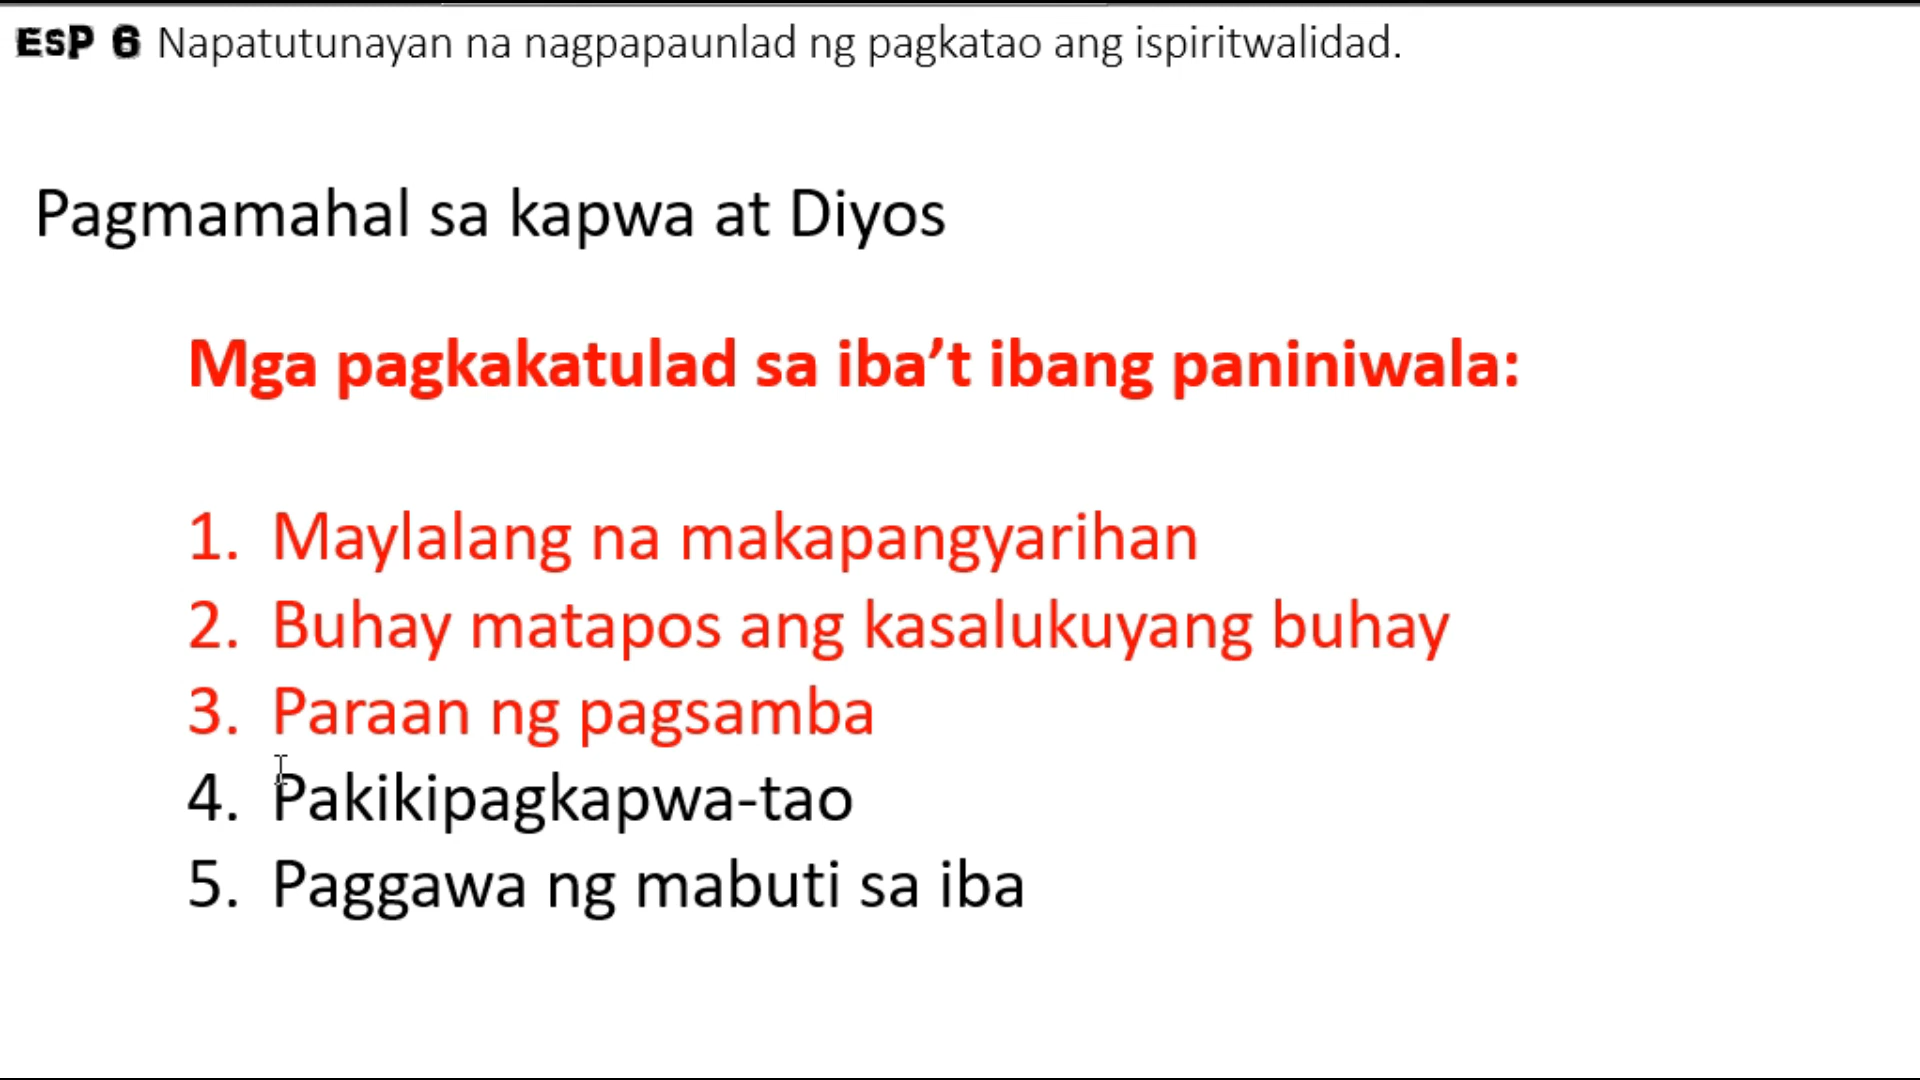 EsP 6 Napatutunayan na nagpapaunlad ng pagkatao ang ispiritwalidad.
Pagmamahal sa kapwa at Diyos
Mga pagkakatulad sa iba’t ibang paniniwala:
1. Maylalang na makapangyarihan
2. Buhay matapos ang kasalukuyang buhay
3. Paraan ng pagsamba
4. Pakikipagkapwa-tao
5. Paggawa ng mabuti sa iba